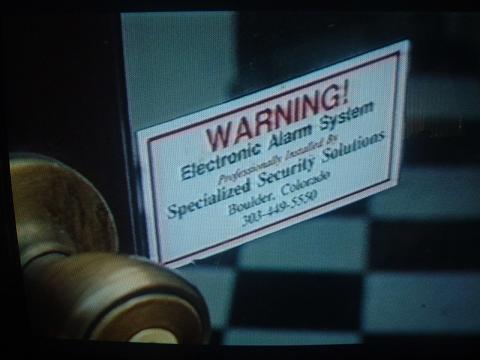 WARNING!
Electronic Alarm System
Professionally Installed By
Specialized Security Solutions
Boulder, Colorado
303-449-5550